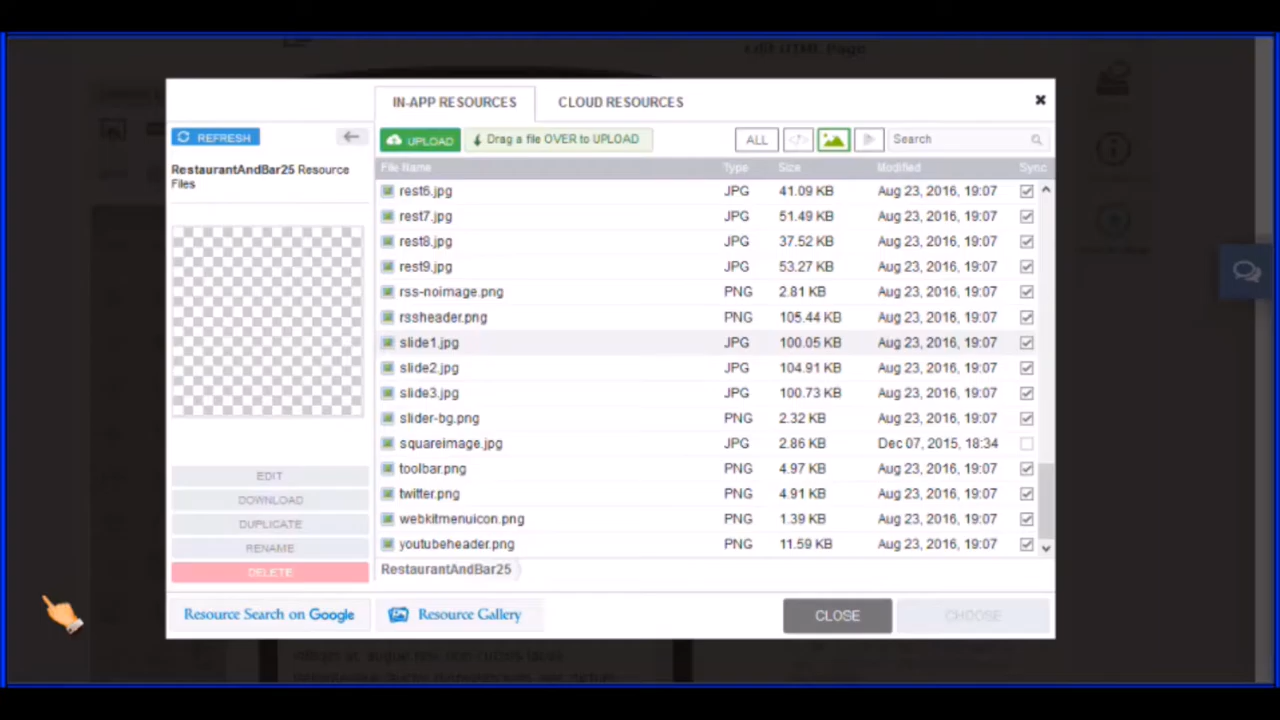 Edit HTML Page
IN-APP RESOURCES
CLOUD RESOURCES
REFRESH
UPLOAD
Drag a file OVER to UPLOAD
ALL
Search
RestaurantAndBar25 Resource
Files
File Name Type Size Modified Sync
rest6.jpg JPG 41.09 KB Aug 23, 2016, 19:07
rest7.jpg JPG 51.49 KB Aug 23, 2016, 19:07
rest8.jpg JPG 37.52 KB Aug 23, 2016, 19:07
rest9.jpg JPG 53.27 KB Aug 23, 2016, 19:07
rss-noimage.png PNG 2.81 KB Aug 23, 2016, 19:07
rssheader.png PNG 105.44 KB Aug 23, 2016, 19:07
slide1.jpg JPG 100.05 KB Aug 23, 2016, 19:07
slide2.jpg JPG 104.91 KB Aug 23, 2016, 19:07
slide3.jpg JPG 100.73 KB Aug 23, 2016, 19:07
slider-bg.png PNG 2.32 KB Aug 23, 2016, 19:07
squareimage.jpg JPG 2.86 KB Dec 07, 2015, 18:34
toolbar.png PNG 4.97 KB Aug 23, 2016, 19:07
twitter.png PNG 4.91 KB Aug 23, 2016, 19:07
webkitmenuicon.png PNG 1.39 KB Aug 23, 2016, 19:07
youtubeheader.png PNG 11.59 KB Aug 23, 2016, 19:07
EDIT
DOWNLOAD
DUPLICATE
RENAME
DELETE
RestaurantAndBar25
Resource Search on Google
Resource Gallery
CLOSE
CHOOSE